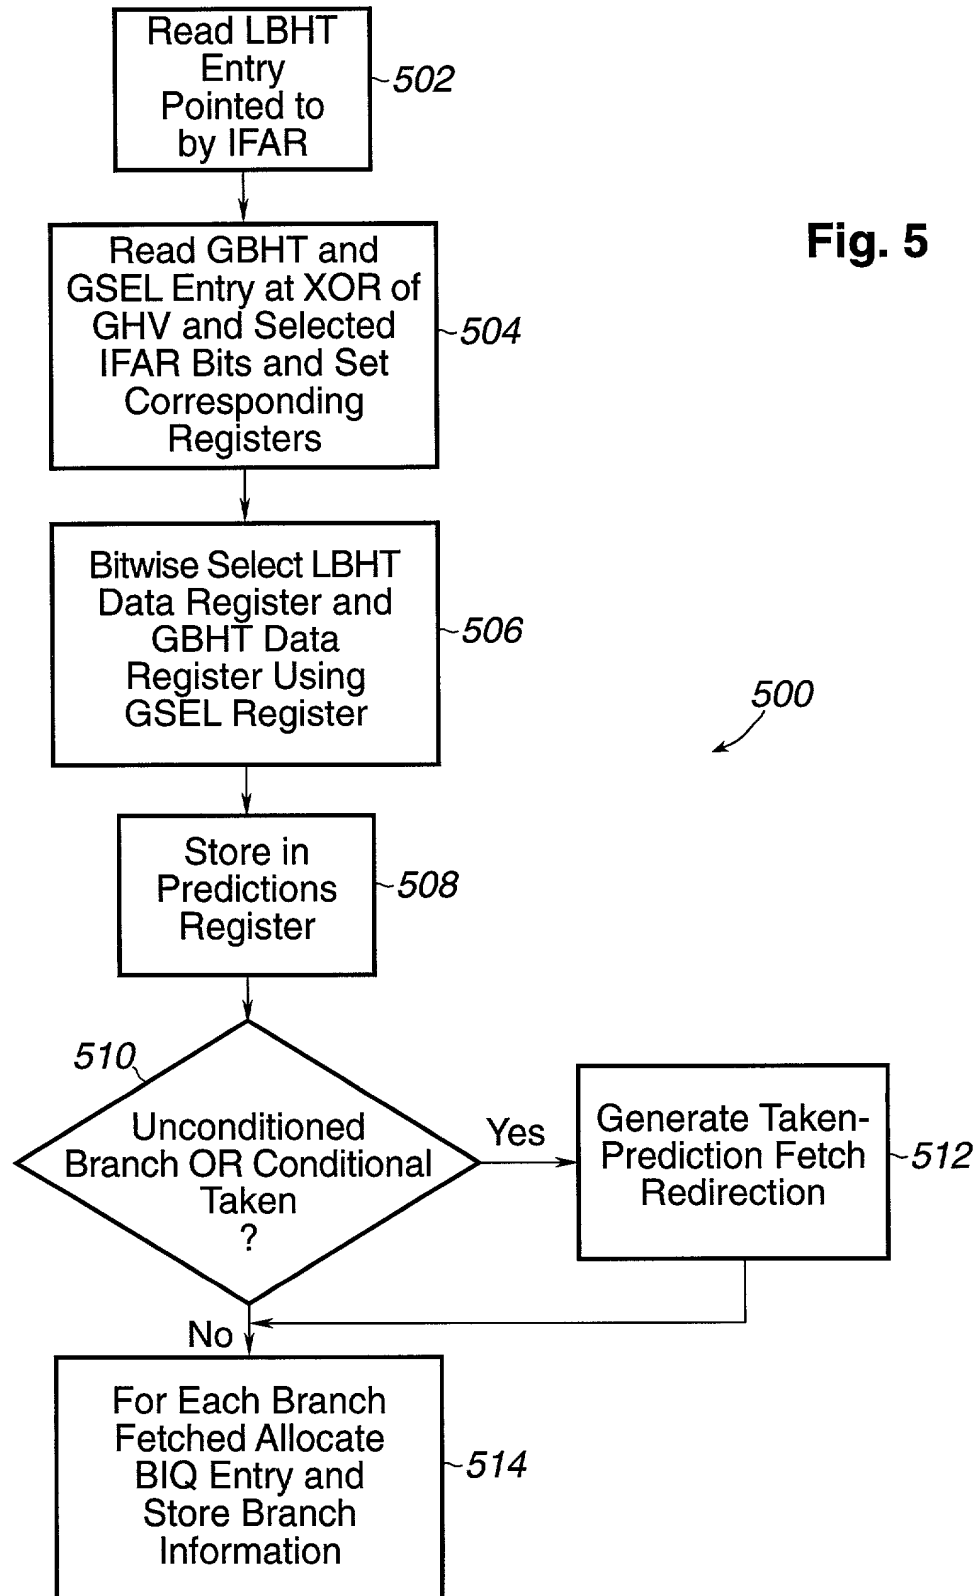 Read LBHT
Entry
Pointed to
by IFAR
502
Fig. 5
Read GBHT and
GSEL Entry at XOR of
GHV and Selected
IFAR Bits and Set
Corresponding
Registers
504
Bitwise Select LBHT
Data Register and
GBHT Data
Register Using
GSEL Register
506
500
Store in
Predictions
Register
508
510
Unconditioned
Branch OR Conditional
Taken
?
Yes
Generate Taken-
Prediction Fetch
Redirection
512
No
For Each Branch
Fetched Allocate
BIQ Entry and
Store Branch
Information
514